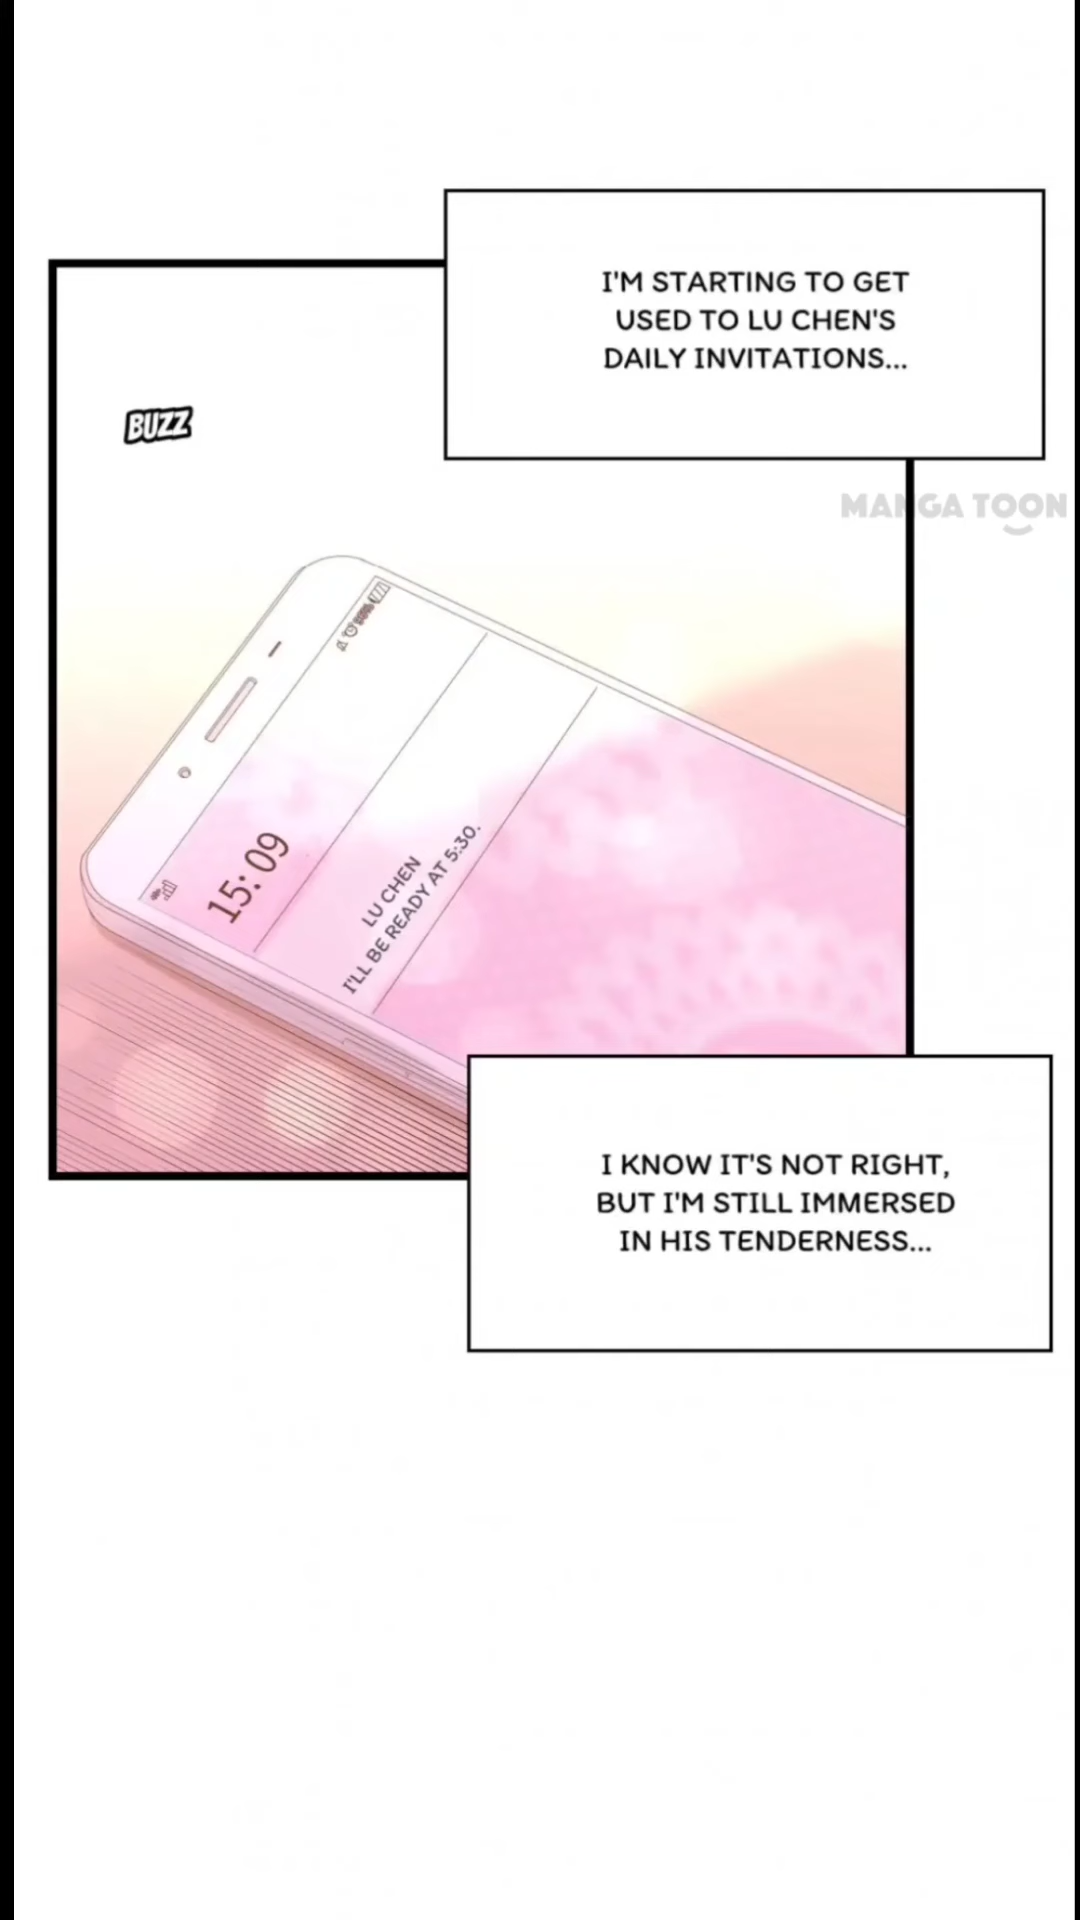 I'M STARTING TO GET
USED TO LU CHEN'S
DAILY INVITATIONS...
BUZZ
MANGA TOON
15:09
LU CHEN
I'LL BE READY AT 5:30.
I KNOW IT'S NOT RIGHT,
BUT I'M STILL IMMERSED
IN HIS TENDERNESS...